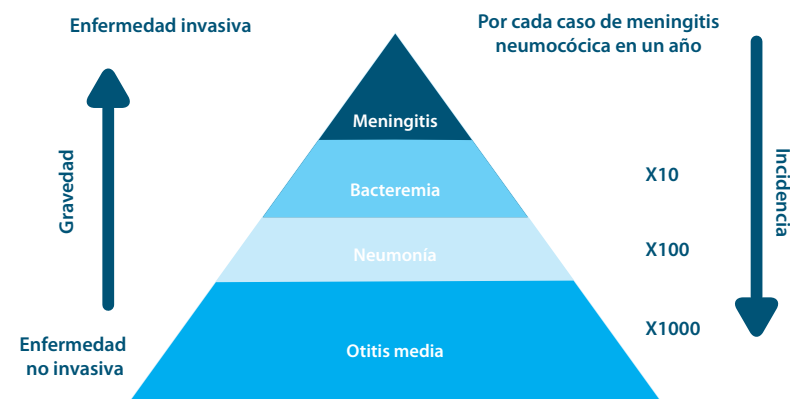 Enfermedad invasiva
Por cada caso de meningitis
neumocócica en un año
Meningitis
Bacteremia
X10
Gravedad
Incidencia
Neumonía
X100
Otitis media
X1000
Enfermedad
no invasiva